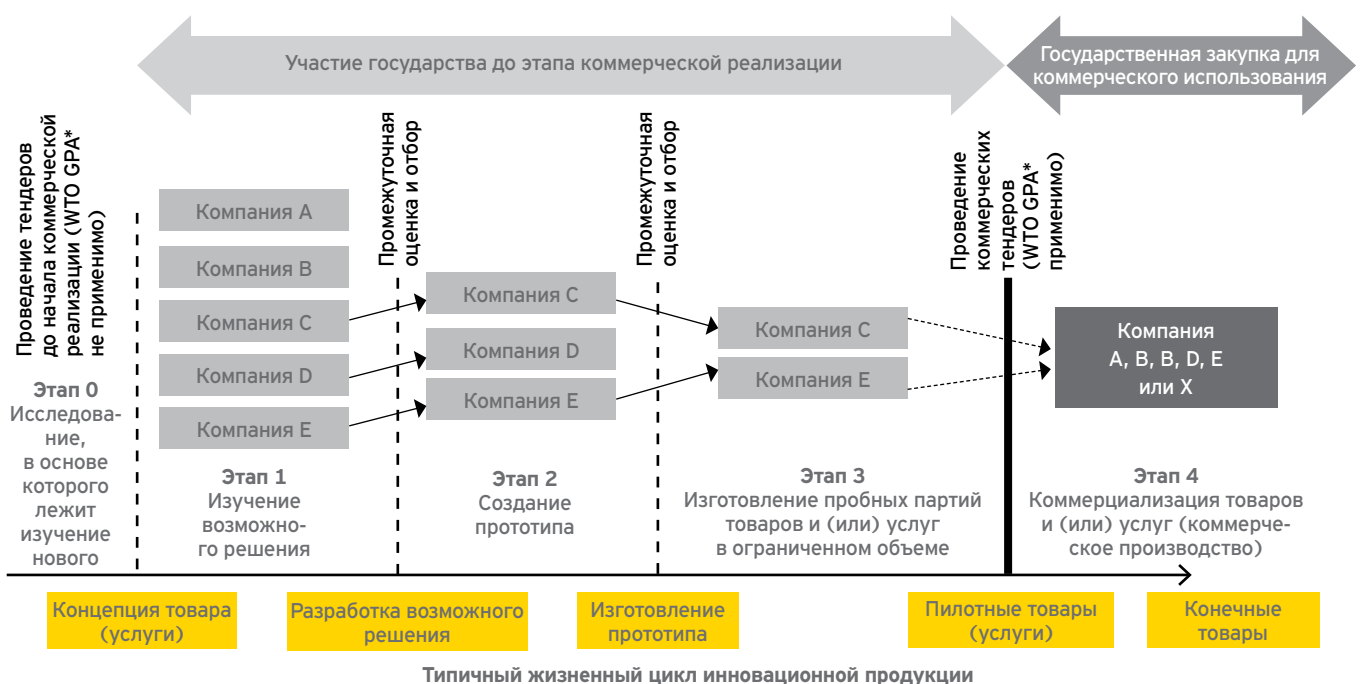 Участие государства до этапа коммерческой реализации
Государственная закупка для
коммерческого использования
Проведение тендеров
до начала коммерческой
реализации (WTO GPA*
не применимо)
Промежуточная
оценка и отбор
Промежуточная
оценка и отбор
Проведение
коммерческих
тендеров
(WTO GPA*
применимо)
Компания A
Компания B
Компания C
Компания D
Компания E
Компания C
Компания D
Компания E
Компания C
Компания E
Компания
A, B, B, D, E
или X
Этап 0
Исследова-
ние,
в основе
которого
лежит
изучение
нового
Этап 1
Изучение
возможно-
го решения
Этап 2
Создание
прототипа
Этап 3
Изготовление пробных партий
товаров и (или) услуг
в ограниченном объеме
Этап 4
Коммерциализация товаров
и (или) услуг (коммерче-
ское производство)
Концепция товара
(услуги)
Разработка возможного
решения
Изготовление
прототипа
Пилотные товары
(услуги)
Конечные
товары
Типичный жизненный цикл инновационной продукции